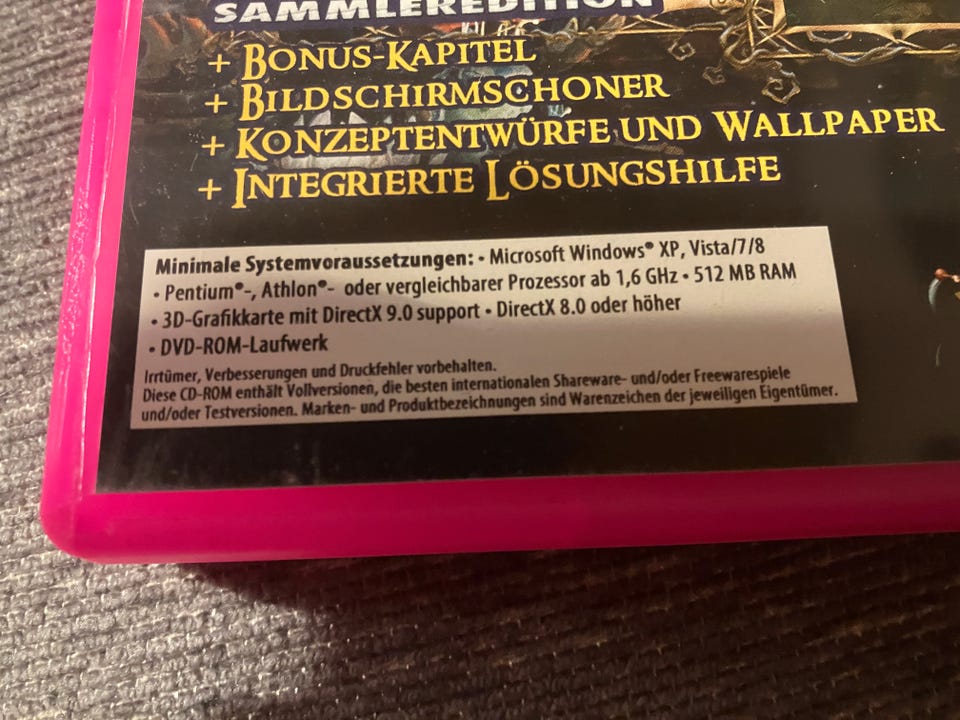 SAMMLEREDITION
+ BONUS-KAPITEL
+ BILDSCHIRMSCHONER
+ KONZEPTENTWÜRFE UND WALLPAPER
+ INTEGRIERTE LÖSUNGSHILFE
Minimale Systemvoraussetzungen: • Microsoft Windows® XP, Vista/7/8
• Pentium®-, Athlon®- oder vergleichbarer Prozessor ab 1,6 GHz • 512 MB RAM
• 3D-Grafikkarte mit DirectX 9.0 support • DirectX 8.0 oder höher
• DVD-ROM-Laufwerk
Irrtümer, Verbesserungen und Druckfehler vorbehalten.
Diese CD-ROM enthält Vollversionen, die besten internationalen Shareware- und/oder Freewarespiele
und/oder Testversionen. Marken- und Produktbezeichnungen sind Warenzeichen der jeweiligen Eigentümer.